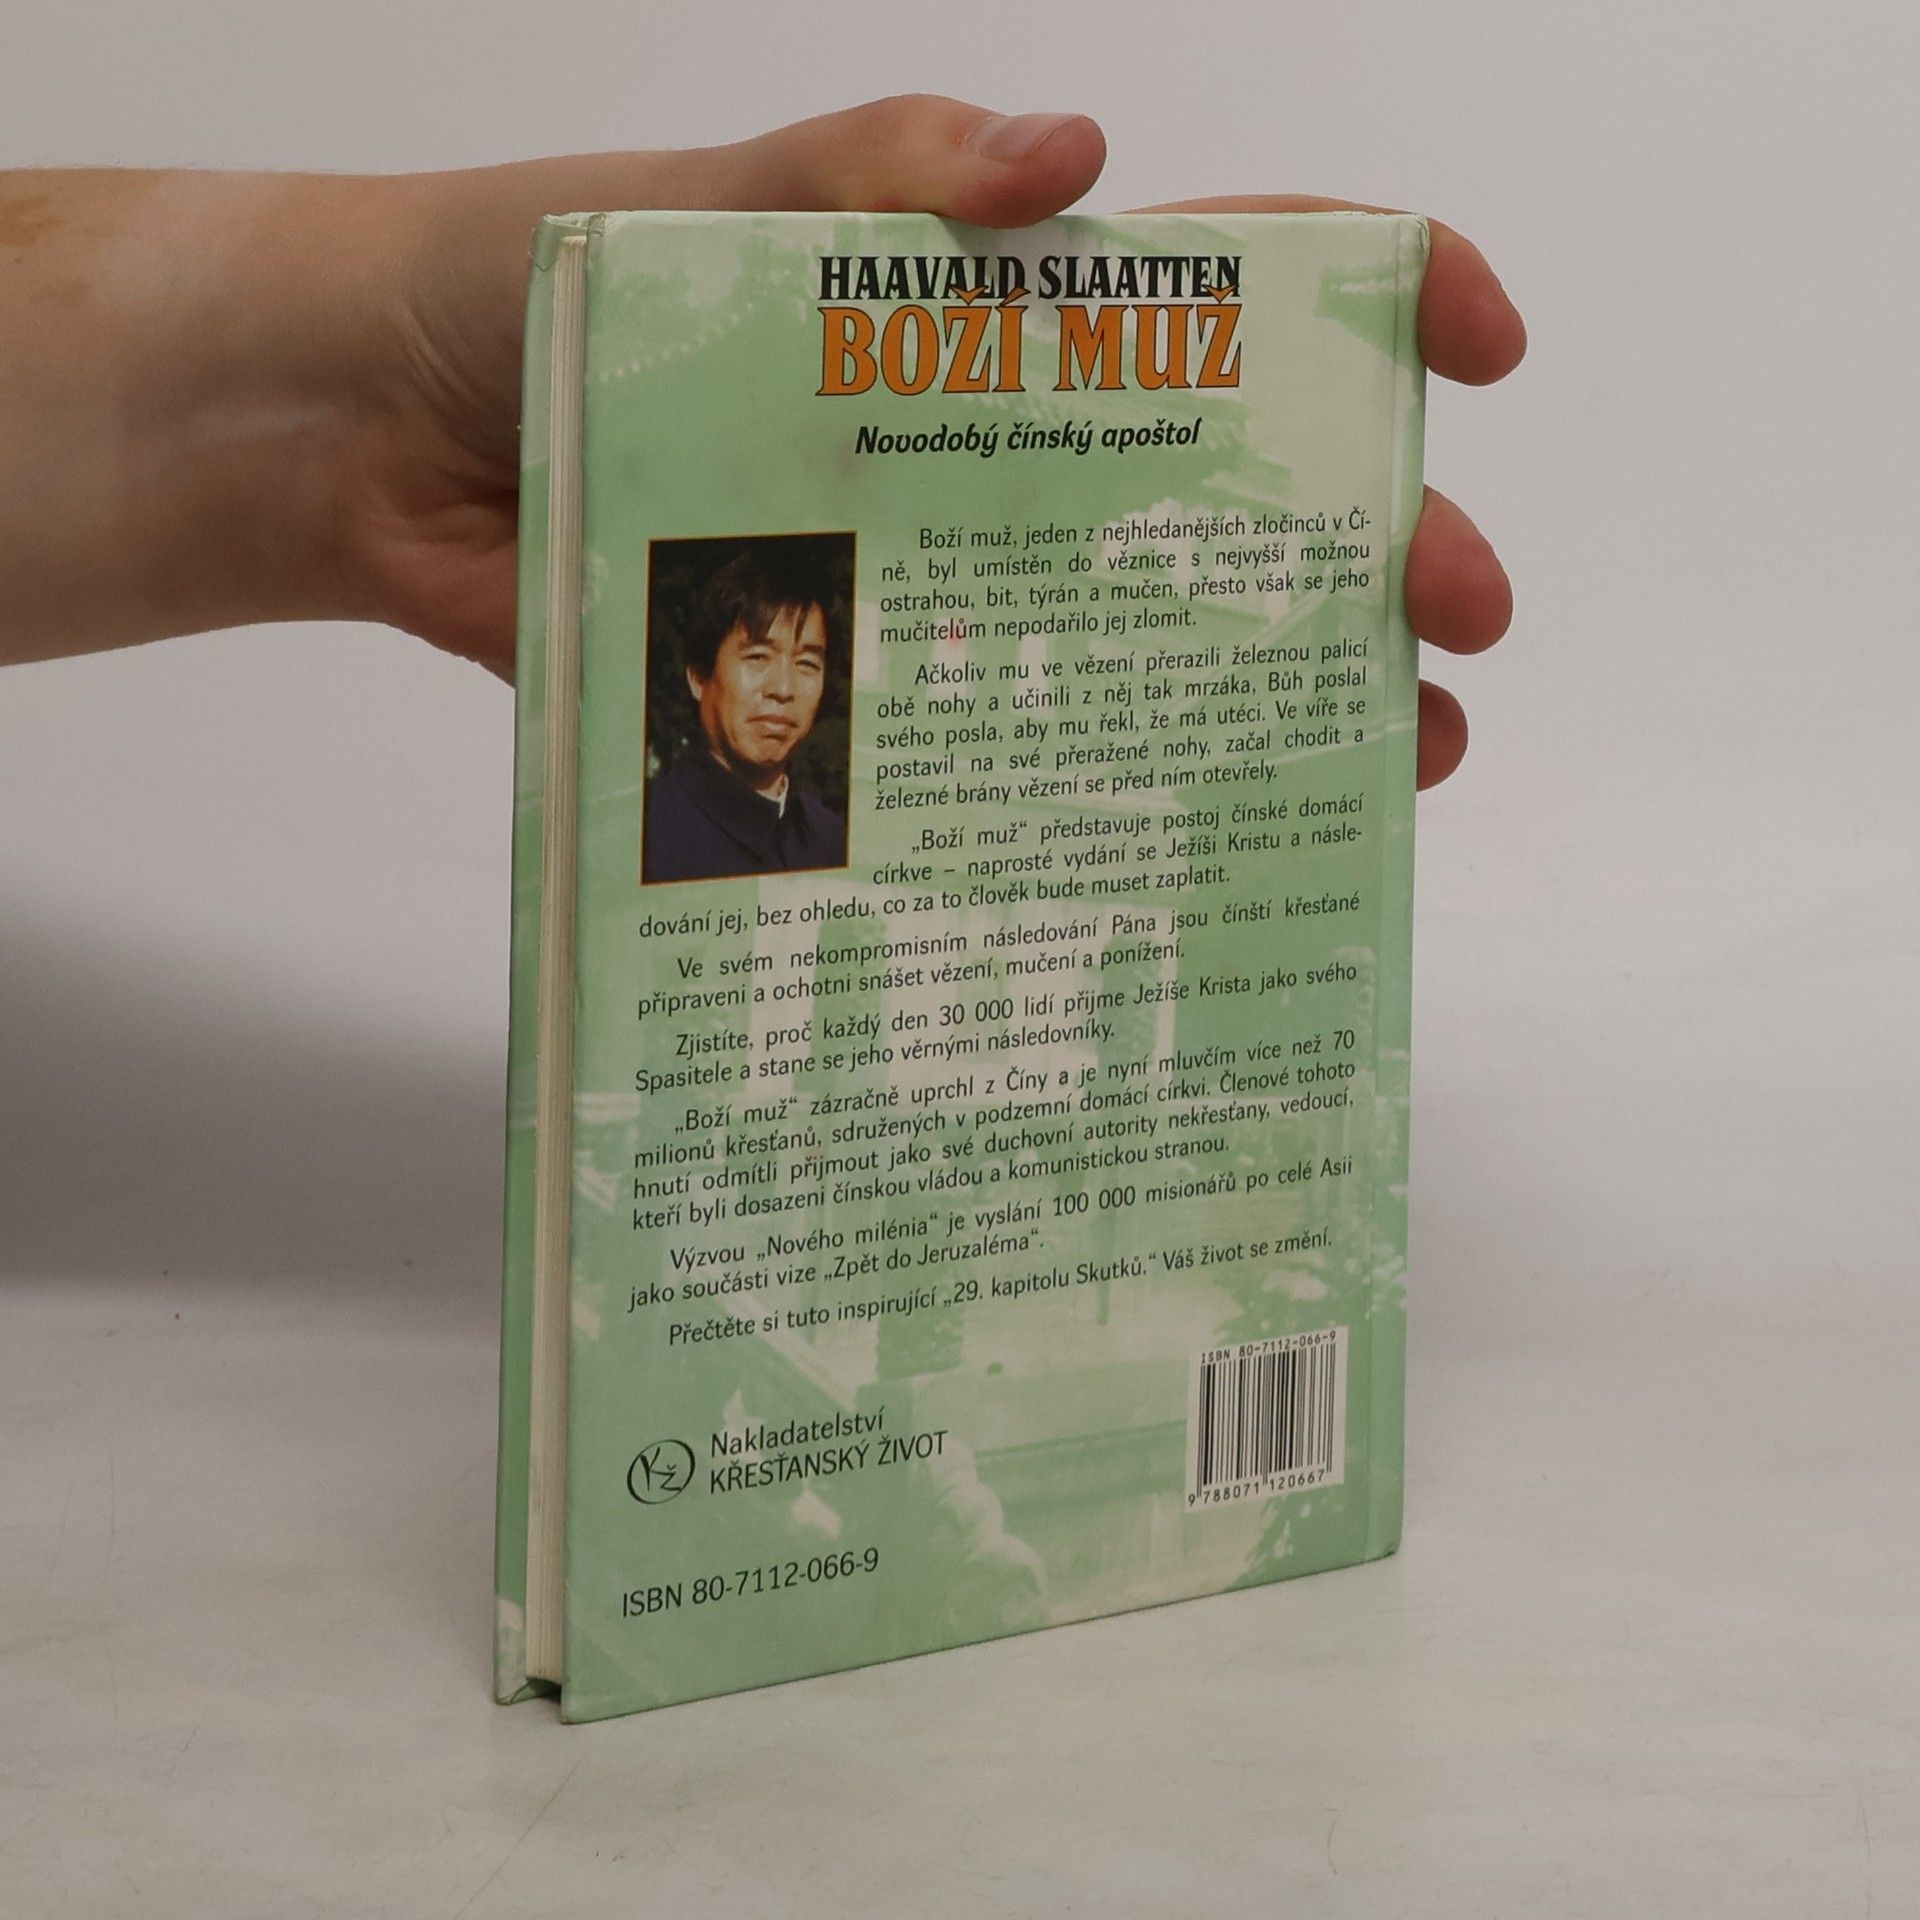 HAAVALD SLAATTEN
BOŽÍ MUŽ
Novodobý čínský apoštol
Boží muž, jeden z nejhledanějších zločinců v Čí-
ně, byl umístěn do věznice s nejvyšší možnou
ostrahou, bit, týrán a mučen, přesto však se jeho
mučitelům nepodařilo jej zlomit.
Ačkoliv mu ve vězení přerazili železnou palicí
obě nohy a učinili z něj tak mrzáka, Bůh poslal
svého posla, aby mu řekl, že má utéci. Ve víře se
postavil na své přeražené nohy, začal chodit a
železné brány vězení se před ním otevřely.
„Boží muž“ představuje postoj čínské domácí
církve – naprosté vydání se Ježíši Kristu a násle-
dování jej, bez ohledu, co za to člověk bude muset zaplatit.
Ve svém nekompromisním následování Pána jsou čínští křesťané
připraveni a ochotni snášet vězení, mučení a ponížení.
Zjistíte, proč každý den 30 000 lidí přijme Ježíše Krista jako svého
Spasitele a stane se jeho věrnými následovníky.
„Boží muž“ zázračně uprchl z Číny a je nyní mluvčím více než 70
milionů křesťanů, sdružených v podzemní domácí církvi. Členové tohoto
hnutí odmítli přijmout jako své duchovní autority nekřesťany, vedoucí,
kteří byli dosazeni čínskou vládou a komunistickou stranou.
Výzvou „Nového milénia“ je vyslání 100 000 misionářů po celé Asii
jako součásti vize „Zpět do Jeruzaléma“.
Přečtěte si tuto inspirující „29. kapitolu Skutků.“ Váš život se změní.
ISBN 80-7112-066-9
9 788071 120667
KŽ
Nakladatelství
KŘESŤANSKÝ ŽIVOT
ISBN 80-7112-066-9